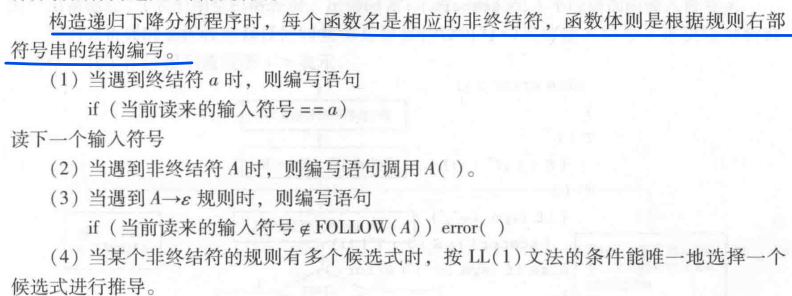 构造递归下降分析程序时，每个函数名是相应的非终结符，函数体则是根据规则右部
符号串的结构编写。
（1）当遇到终结符 a 时，则编写语句
if（当前读来的输入符号 == a）
读下一个输入符号
（2）当遇到非终结符 A 时，则编写语句调用 A( )。
（3）当遇到 A→ε 规则时，则编写语句
if（当前读来的输入符号 ∉ FOLLOW(A)）error( )
（4）当某个非终结符的规则有多个候选式时，按 LL(1)文法的条件能唯一地选择一个
候选式进行推导。